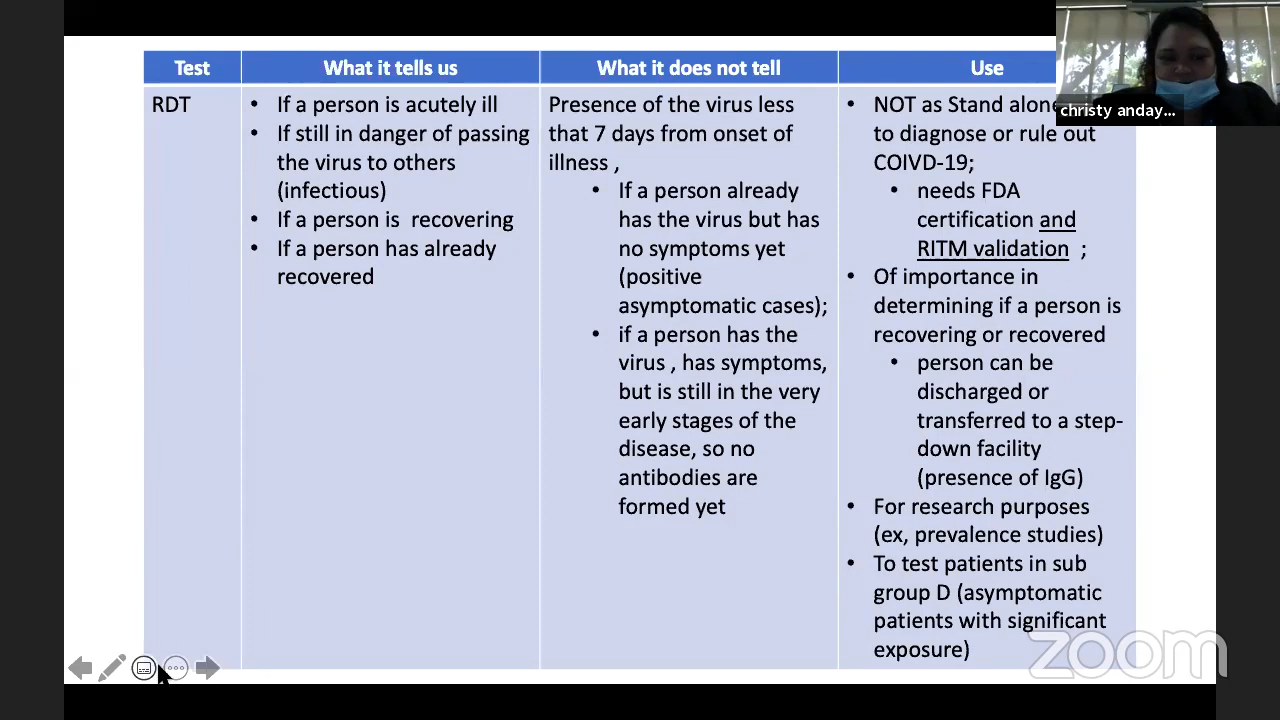 Test
What it tells us
What it does not tell
Use
RDT
• If a person is acutely ill
• If still in danger of passing
the virus to others
(infectious)
• If a person is recovering
• If a person has already
recovered
Presence of the virus less
that 7 days from onset of
illness ,
• If a person already
has the virus but has
no symptoms yet
(positive
asymptomatic cases);
• if a person has the
virus , has symptoms,
but is still in the very
early stages of the
disease, so no
antibodies are
formed yet
• NOT as Stand alone
to diagnose or rule out
COIVD-19;
• needs FDA
certification and
RITM validation ;
• Of importance in
determining if a person is
recovering or recovered
• person can be
discharged or
transferred to a step-
down facility
(presence of IgG)
• For research purposes
(ex, prevalence studies)
• To test patients in sub
group D (asymptomatic
patients with significant
exposure)
christy anday...
zoom